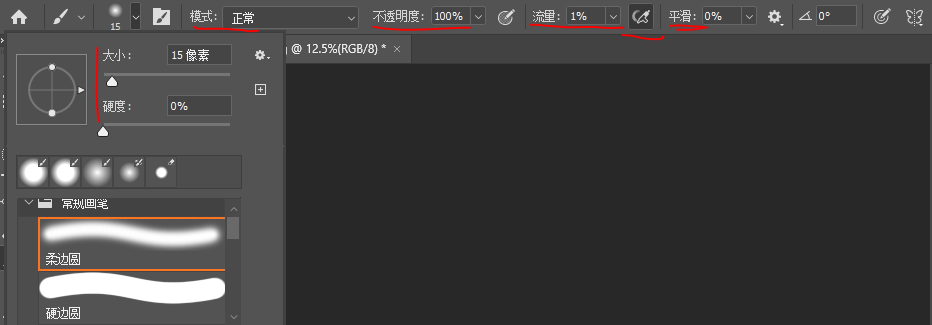 模式: 正常 不透明度: 100% 流量: 1% 平滑: 0% 0°
15
@ 12.5%(RGB/8) * ×
大小: 15 像素
硬度: 0%
常规画笔
柔边圆
硬边圆